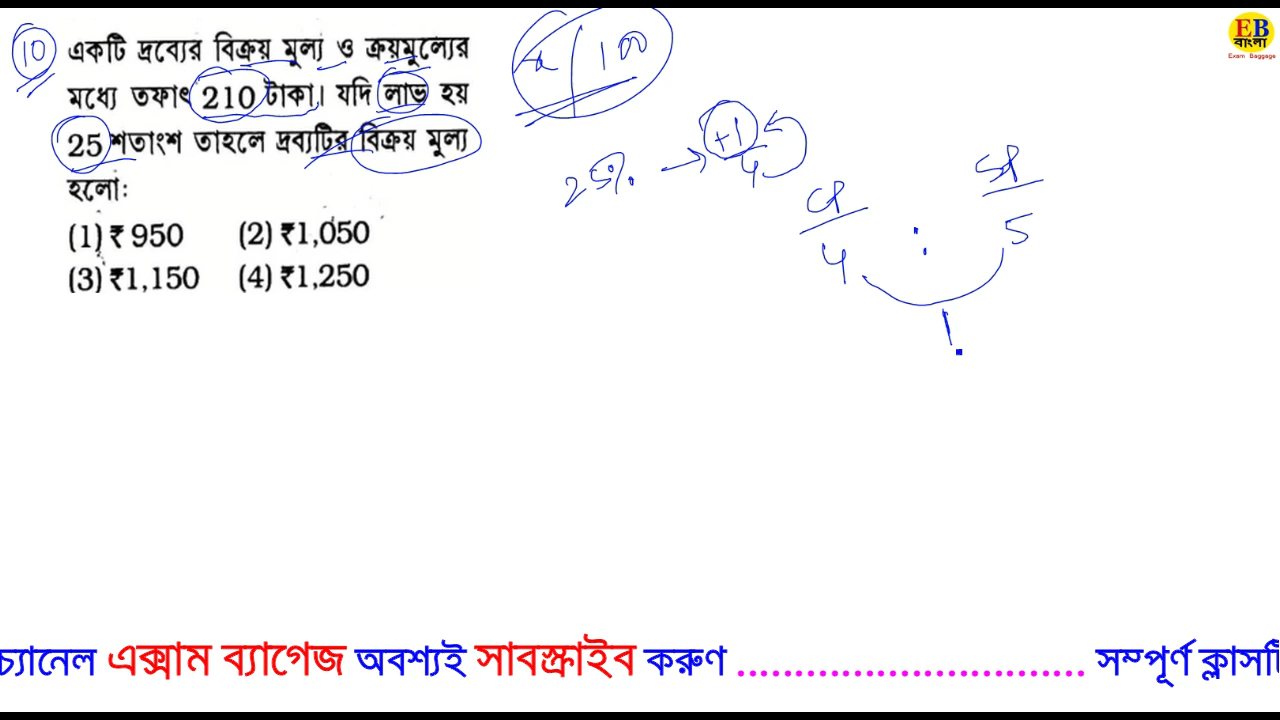 10 একটি দ্রব্যের বিক্রয় মুল্য ও ক্রয়মুল্যের
মধ্যে তফাৎ 210 টাকা। যদি লাভ হয়
25 শতাংশ তাহলে দ্রব্যটির বিক্রয় মুল্য
হলো:
(1) ₹ 950 (2) ₹1,050
(3) ₹1,150 (4) ₹1,250
100
25% → +1/4
CP : SP
4 : 5
1
EB
বাংলা
Exam Baggage
চ্যানেল এক্সাম ব্যাগেজ অবশ্যই সাবস্ক্রাইব করুণ .............................. সম্পূর্ণ ক্লাসটি